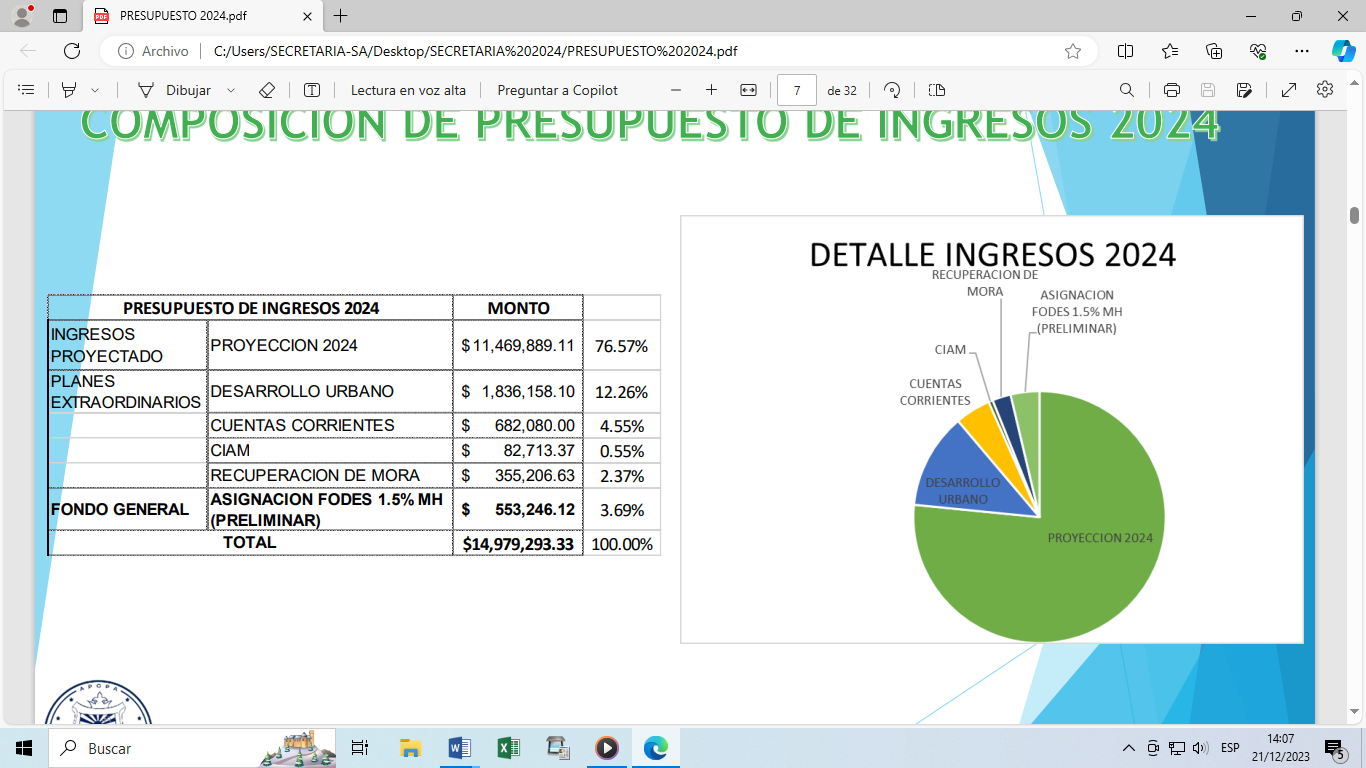 PRESUPUESTO 2024.pdf
Archivo
C:/Users/SECRETARIA-SA/Desktop/SECRETARIA%202024/PRESUPUESTO%202024.pdf
Dibujar
Lectura en voz alta
Preguntar a Copilot
7
de 32
COMPOSICION DE PRESUPUESTO DE INGRESOS 2024
PRESUPUESTO DE INGRESOS 2024 MONTO
INGRESOS PROYECTADO PROYECCION 2024 $11,469,889.11 76.57%
PLANES EXTRAORDINARIOS DESARROLLO URBANO $ 1,836,158.10 12.26%
CUENTAS CORRIENTES $ 682,080.00 4.55%
CIAM $ 82,713.37 0.55%
RECUPERACION DE MORA $ 355,206.63 2.37%
FONDO GENERAL ASIGNACION FODES 1.5% MH (PRELIMINAR) $ 553,246.12 3.69%
TOTAL $14,979,293.33 100.00%
DETALLE INGRESOS 2024
RECUPERACION DE
MORA
ASIGNACION
FODES 1.5% MH
(PRELIMINAR)
CIAM
CUENTAS
CORRIENTES
DESARROLLO
URBANO
PROYECCION 2024
APOPA
Buscar
ESP
14:07
21/12/2023
5